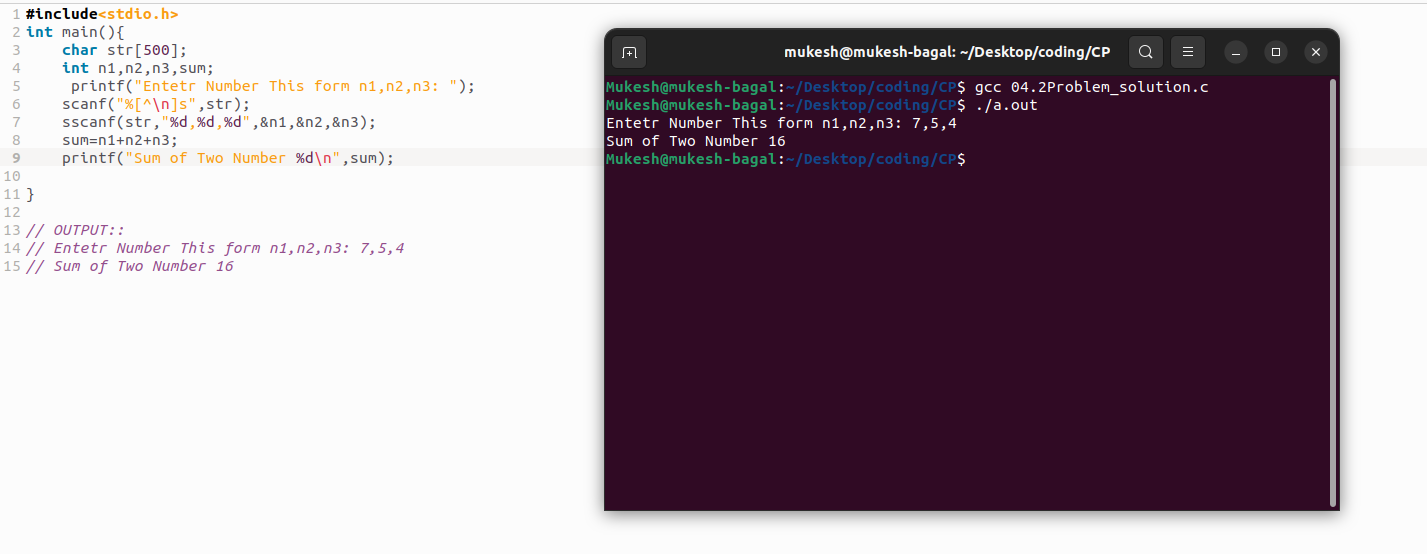 1 #include<stdio.h>
2 int main(){
3     char str[500];
4     int n1,n2,n3,sum;
5      printf("Entetr Number This form n1,n2,n3: ");
6     scanf("%[^\n]s",str);
7     sscanf(str,"%d,%d,%d",&n1,&n2,&n3);
8     sum=n1+n2+n3;
9     printf("Sum of Two Number %d\n",sum);
10
11 }
12
13 // OUTPUT::
14 // Entetr Number This form n1,n2,n3: 7,5,4
15 // Sum of Two Number 16
mukesh@mukesh-bagal: ~/Desktop/coding/CP
Mukesh@mukesh-bagal:~/Desktop/coding/CP$ gcc 04.2Problem_solution.c
Mukesh@mukesh-bagal:~/Desktop/coding/CP$ ./a.out
Entetr Number This form n1,n2,n3: 7,5,4
Sum of Two Number 16
Mukesh@mukesh-bagal:~/Desktop/coding/CP$